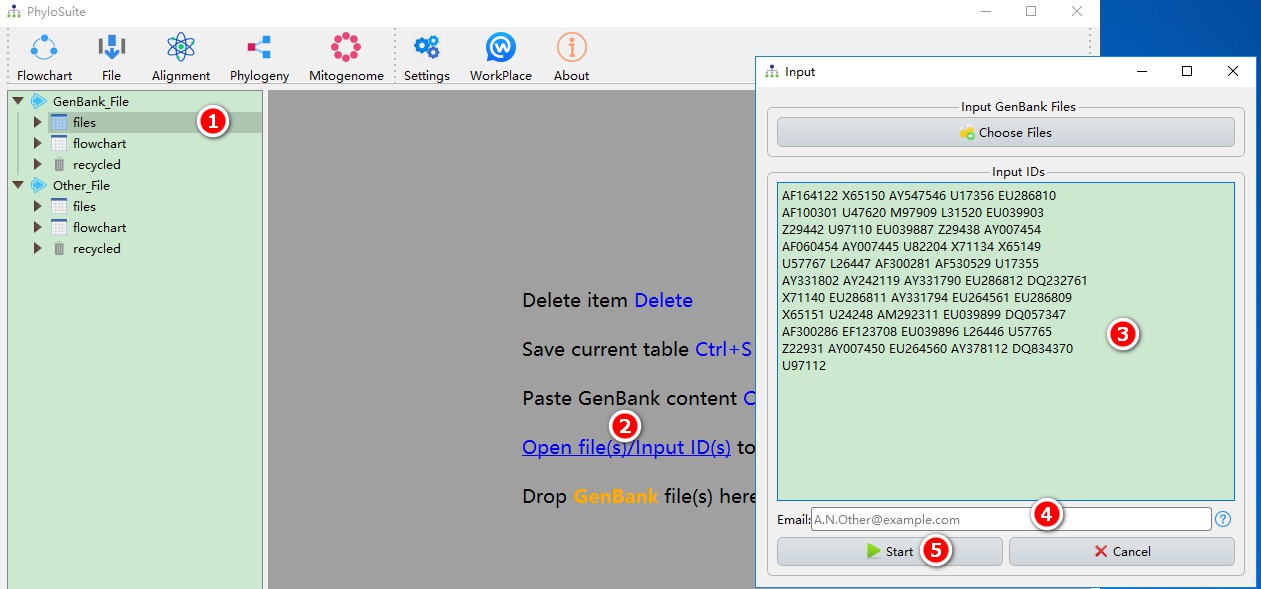 PhyloSuite
Flowchart File Alignment Phylogeny Mitogenome Settings WorkPlace About
GenBank_File
files
1
flowchart
recycled
Other_File
files
flowchart
recycled
Delete item Delete
Save current table Ctrl+S
Paste GenBank content C
2
Open file(s)/Input ID(s) to
Drop GenBank file(s) here
Input
Input GenBank Files
Choose Files
Input IDs
AF164122 X65150 AY547546 U17356 EU286810
AF100301 U47620 M97909 L31520 EU039903
Z29442 U97110 EU039887 Z29438 AY007454
AF060454 AY007445 U82204 X71134 X65149
U57767 L26447 AF300281 AF530529 U17355
AY331802 AY242119 AY331790 EU286812 DQ232761
X71140 EU286811 AY331794 EU264561 EU286809
X65151 U24248 AM292311 EU039899 DQ057347
AF300286 EF123708 EU039896 L26446 U57765
3
Z22931 AY007450 EU264560 AY378112 DQ834370
U97112
Email: A.N.Other@example.com 4 ?
Start 5 Cancel